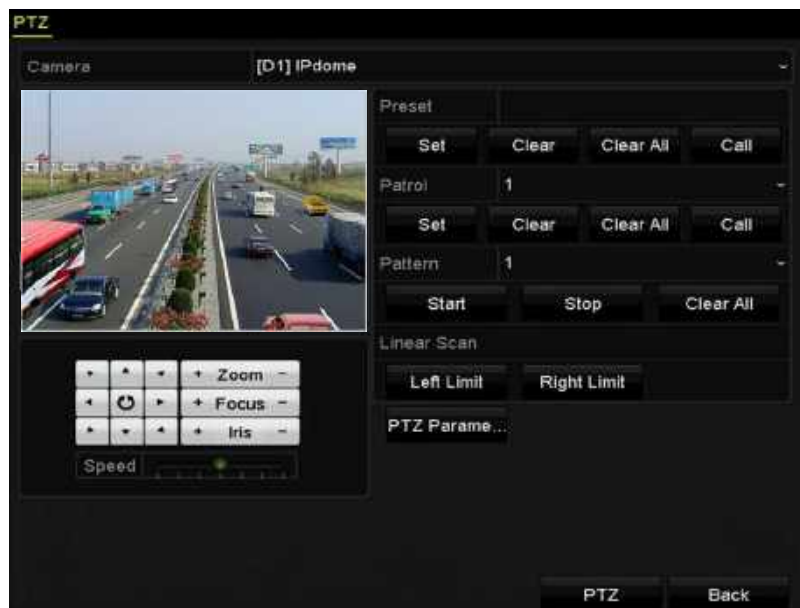 PTZ
Camera [D1] IPdome
Preset
Set Clear Clear All Call
Patrol 1
Set Clear Clear All Call
Pattern 1
Start Stop Clear All
Linear Scan
Left Limit Right Limit
PTZ Parame...
+ Zoom -
+ Focus -
+ Iris -
Speed
PTZ Back